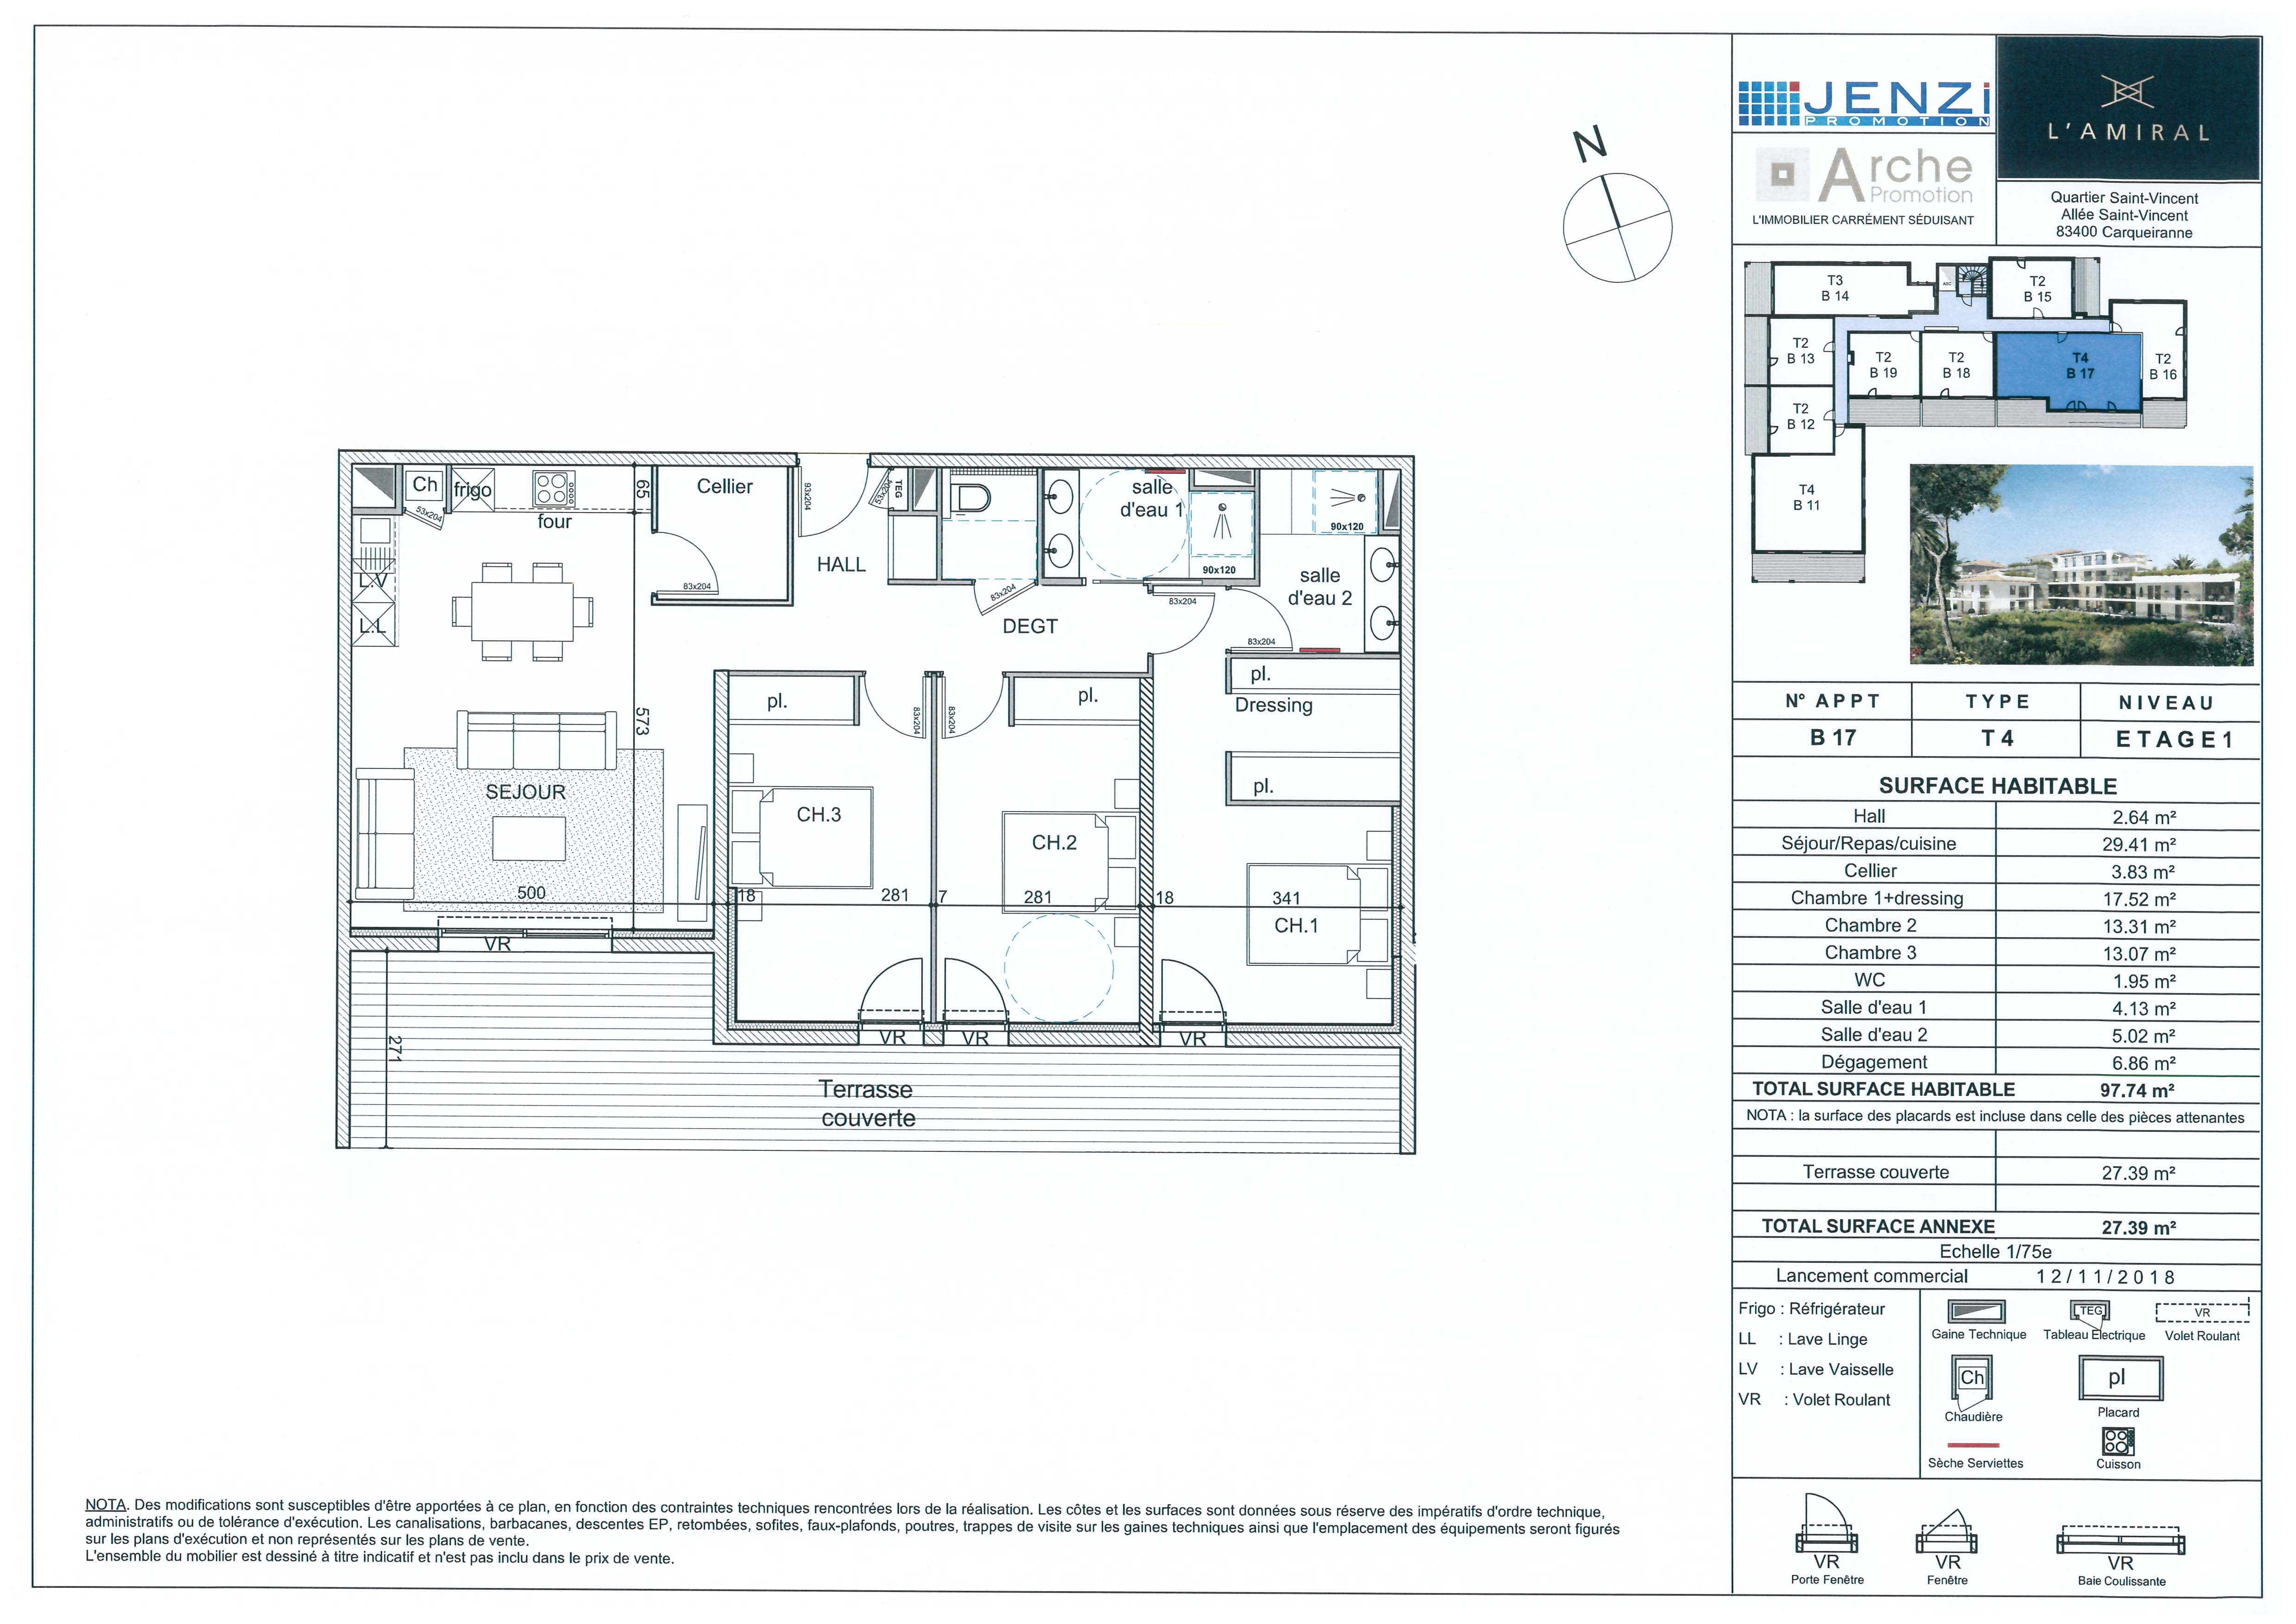 N
Ch
frigo
four
53x204
65
Cellier
83x204
93x204
53x204
TEG
HALL
salle
d'eau 1
90x120
90x120
salle
d'eau 2
L.V
L.L
83x204
DEGT
83x204
83x204
pl.
83x204
83x204
pl.
pl.
Dressing
pl.
573
SEJOUR
CH.3
CH.2
CH.1
500
18
281
7
281
18
341
VR
VR
VR
VR
271
Terrasse
couverte
NOTA. Des modifications sont susceptibles d'être apportées à ce plan, en fonction des contraintes techniques rencontrées lors de la réalisation. Les côtes et les surfaces sont données sous réserve des impératifs d'ordre technique,
administratifs ou de tolérance d'exécution. Les canalisations, barbacanes, descentes EP, retombées, sofites, faux-plafonds, poutres, trappes de visite sur les gaines techniques ainsi que l'emplacement des équipements seront figurés
sur les plans d'exécution et non représentés sur les plans de vente.
L'ensemble du mobilier est dessiné à titre indicatif et n'est pas inclu dans le prix de vente.
JENZi
PROMOTION
Arche
Promotion
L'IMMOBILIER CARRÉMENT SÉDUISANT
L'AMIRAL
Quartier Saint-Vincent
Allée Saint-Vincent
83400 Carqueiranne
T3
B 14
T2
B 15
T2
B 13
T2
B 19
T2
B 18
T4
B 17
T2
B 16
T2
B 12
T4
B 11
N° APPT TYPE NIVEAU
B 17 T 4 ETAGE 1
SURFACE HABITABLE
Hall 2.64 m²
Séjour/Repas/cuisine 29.41 m²
Cellier 3.83 m²
Chambre 1+dressing 17.52 m²
Chambre 2 13.31 m²
Chambre 3 13.07 m²
WC 1.95 m²
Salle d'eau 1 4.13 m²
Salle d'eau 2 5.02 m²
Dégagement 6.86 m²
TOTAL SURFACE HABITABLE 97.74 m²
NOTA : la surface des placards est incluse dans celle des pièces attenantes
Terrasse couverte 27.39 m²
TOTAL SURFACE ANNEXE 27.39 m²
Echelle 1/75e
Lancement commercial 12/11/2018
Frigo : Réfrigérateur
LL : Lave Linge
LV : Lave Vaisselle
VR : Volet Roulant
Gaine Technique
TEG
Tableau Electrique
VR
Volet Roulant
Ch
Chaudière
pl
Placard
Sèche Serviettes
Cuisson
VR
Porte Fenêtre
VR
Fenêtre
VR
Baie Coulissante